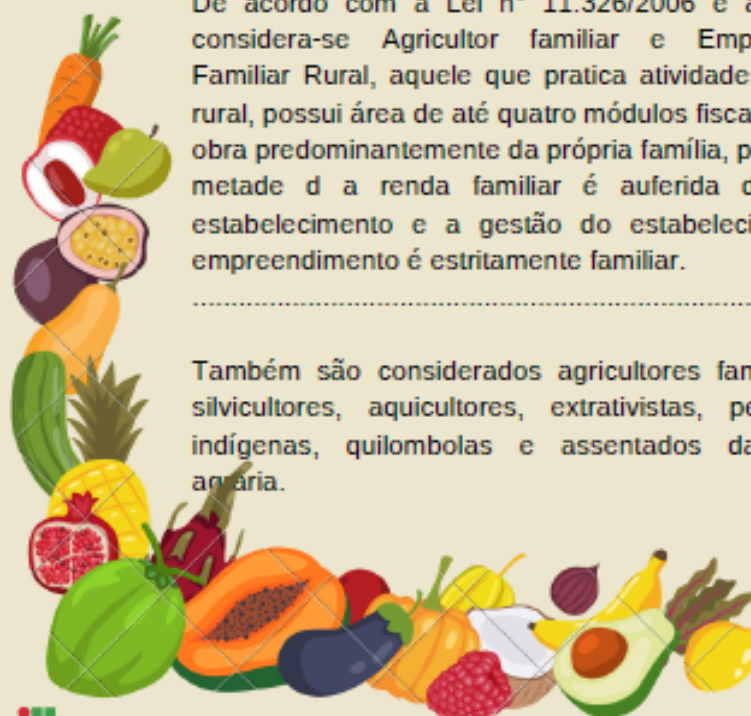 De acordo com a Lei nº 11.326/2006 e a
considera-se Agricultor familiar e Emp
Familiar Rural, aquele que pratica atividade
rural, possui área de até quatro módulos fisca
obra predominantemente da própria família, p
metade d a renda familiar é auferida d
estabelecimento e a gestão do estabeleci
empreendimento é estritamente familiar.
Também são considerados agricultores fam
silvicultores, aquicultores, extrativistas, pe
indígenas, quilombolas e assentados da
agrária.